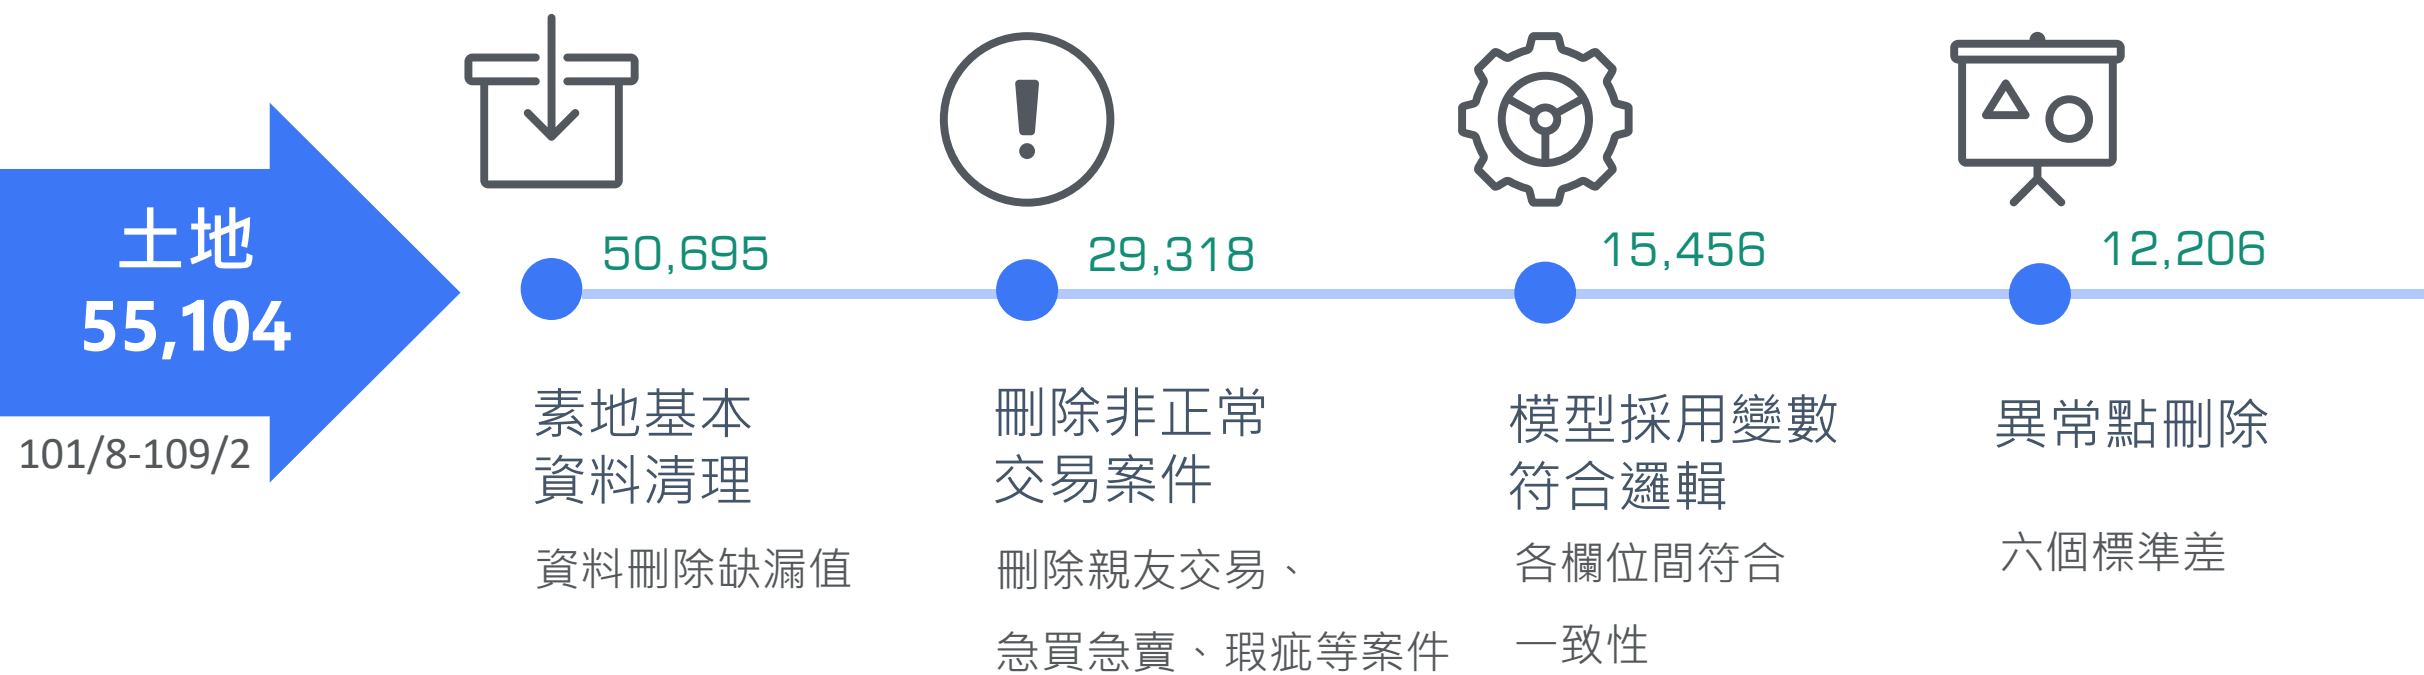 土地
55,104
101/8-109/2
50,695
素地基本
資料清理
資料刪除缺漏值
29,318
刪除非正常
交易案件
刪除親友交易、
急買急賣、瑕疵等案件
15,456
模型採用變數
符合邏輯
各欄位間符合
一致性
12,206
異常點刪除
六個標準差